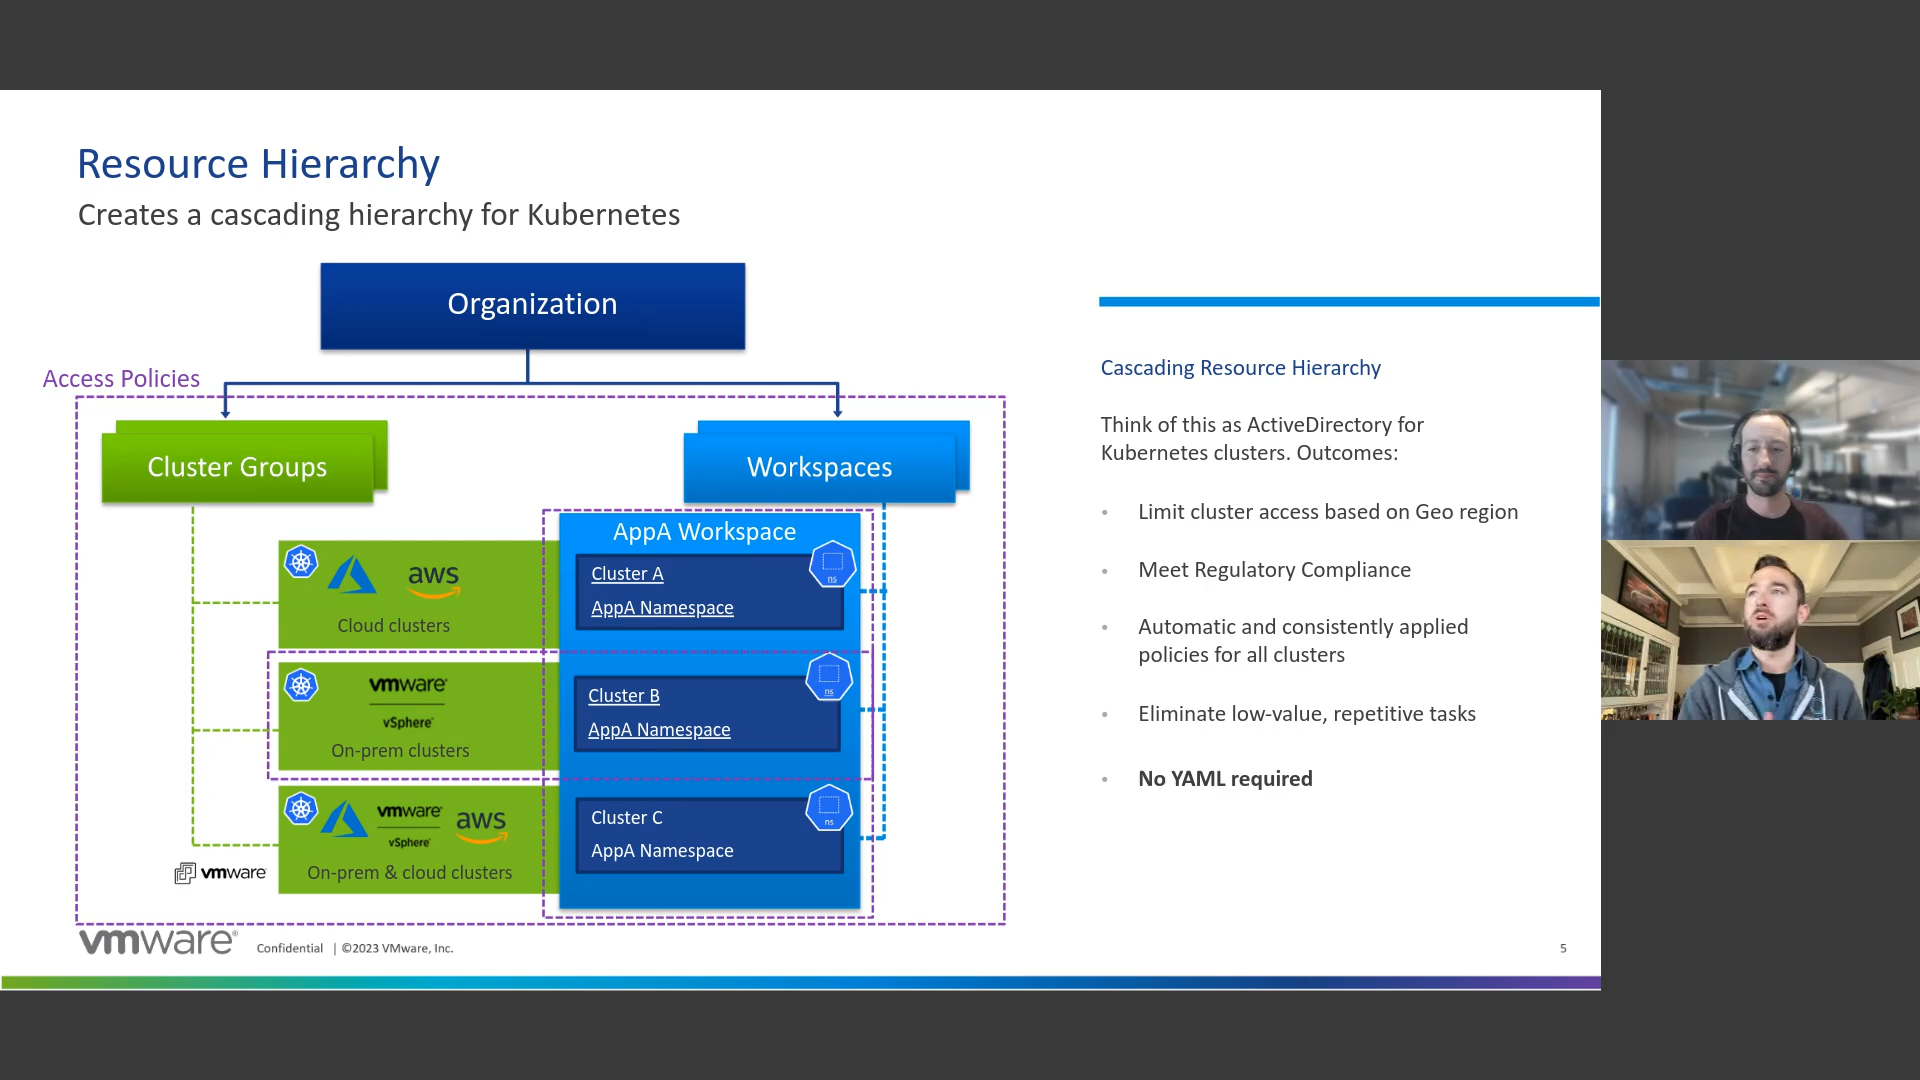 Resource Hierarchy
Creates a cascading hierarchy for Kubernetes
Organization
Access Policies
Cluster Groups
Workspaces
AppA Workspace
aws
Cloud clusters
Cluster A
AppA Namespace
ns
vmware®
vSphere®
On-prem clusters
Cluster B
AppA Namespace
ns
vmware®
vSphere®
aws
On-prem & cloud clusters
Cluster C
AppA Namespace
ns
vmware
Cascading Resource Hierarchy
Think of this as ActiveDirectory for
Kubernetes clusters. Outcomes:
• Limit cluster access based on Geo region
• Meet Regulatory Compliance
• Automatic and consistently applied
policies for all clusters
• Eliminate low-value, repetitive tasks
• No YAML required
vmware®
Confidential | ©2023 VMware, Inc.
5